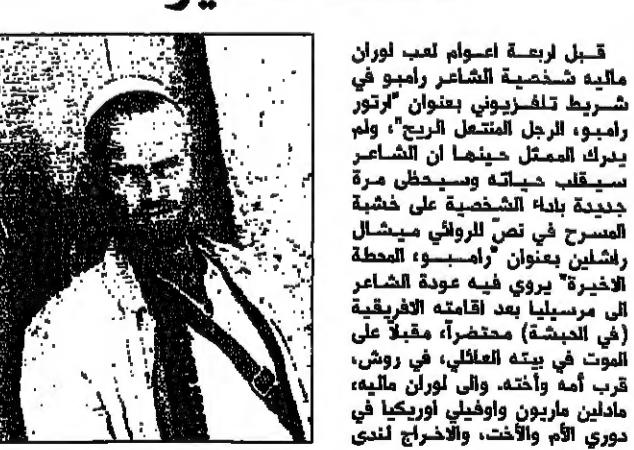 قبل اربعة اعوام لعب لوران
ماليه شخصية الشاعر رامبو في
شريط تلفزيوني بعنوان "ارتور
رامبو، الرجل المنتعل الريح"، ولم
يدرك الممثل حينها ان الشاعر
سيقلب حياته وسيحظى مرة
جديدة باداء الشخصية على خشبة
المسرح في نصّ للروائي ميشال
راشلين بعنوان "رامبو، المحطة
الاخيرة" يروي فيه عودة الشاعر
الى مرسيليا بعد اقامته الافريقية
(في الحبشة) محتضرآ، مقبلاً على
الموت في بيته العائلي، في روش،
قرب أمه وأخته. والى لوران ماليه،
مادلين ماريون واوفيلي اوريكيا في
دوري الأم والأخت، والاخراج لندى